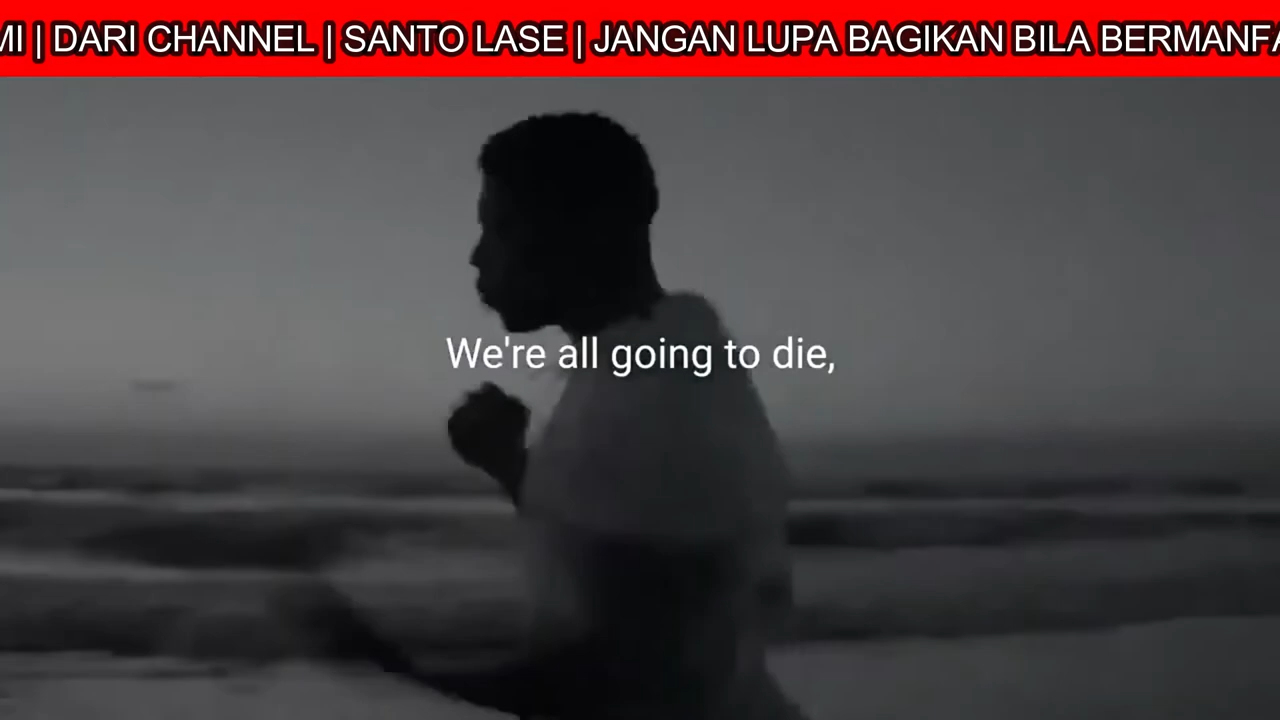 MI | DARI CHANNEL | SANTO LASE | JANGAN LUPA BAGIKAN BILA BERMANFA
We're all going to die,